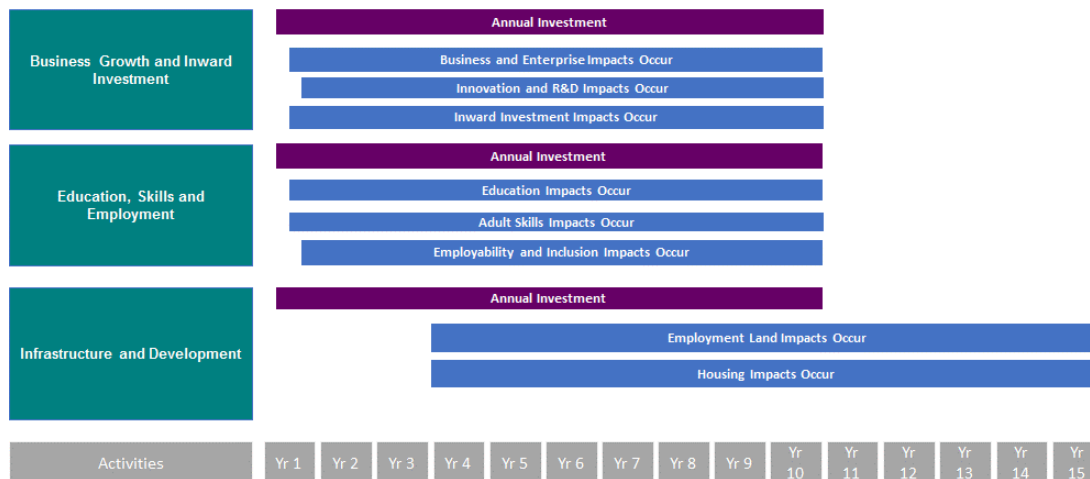 Annual Investment
Business Growth and Inward
Investment
Business and Enterprise Impacts Occur
Innovation and R&D Impacts Occur
Inward Investment Impacts Occur
Annual Investment
Education, Skills and
Employment
Education Impacts Occur
Adult Skills Impacts Occur
Employability and Inclusion Impacts Occur
Annual Investment
Infrastructure and Development
Employment Land Impacts Occur
Housing Impacts Occur
Activities
Yr 1
Yr 2
Yr 3
Yr 4
Yr 5
Yr 6
Yr 7
Yr 8
Yr 9
Yr
10
Yr
11
Yr
12
Yr
13
Yr
14
Yr
15